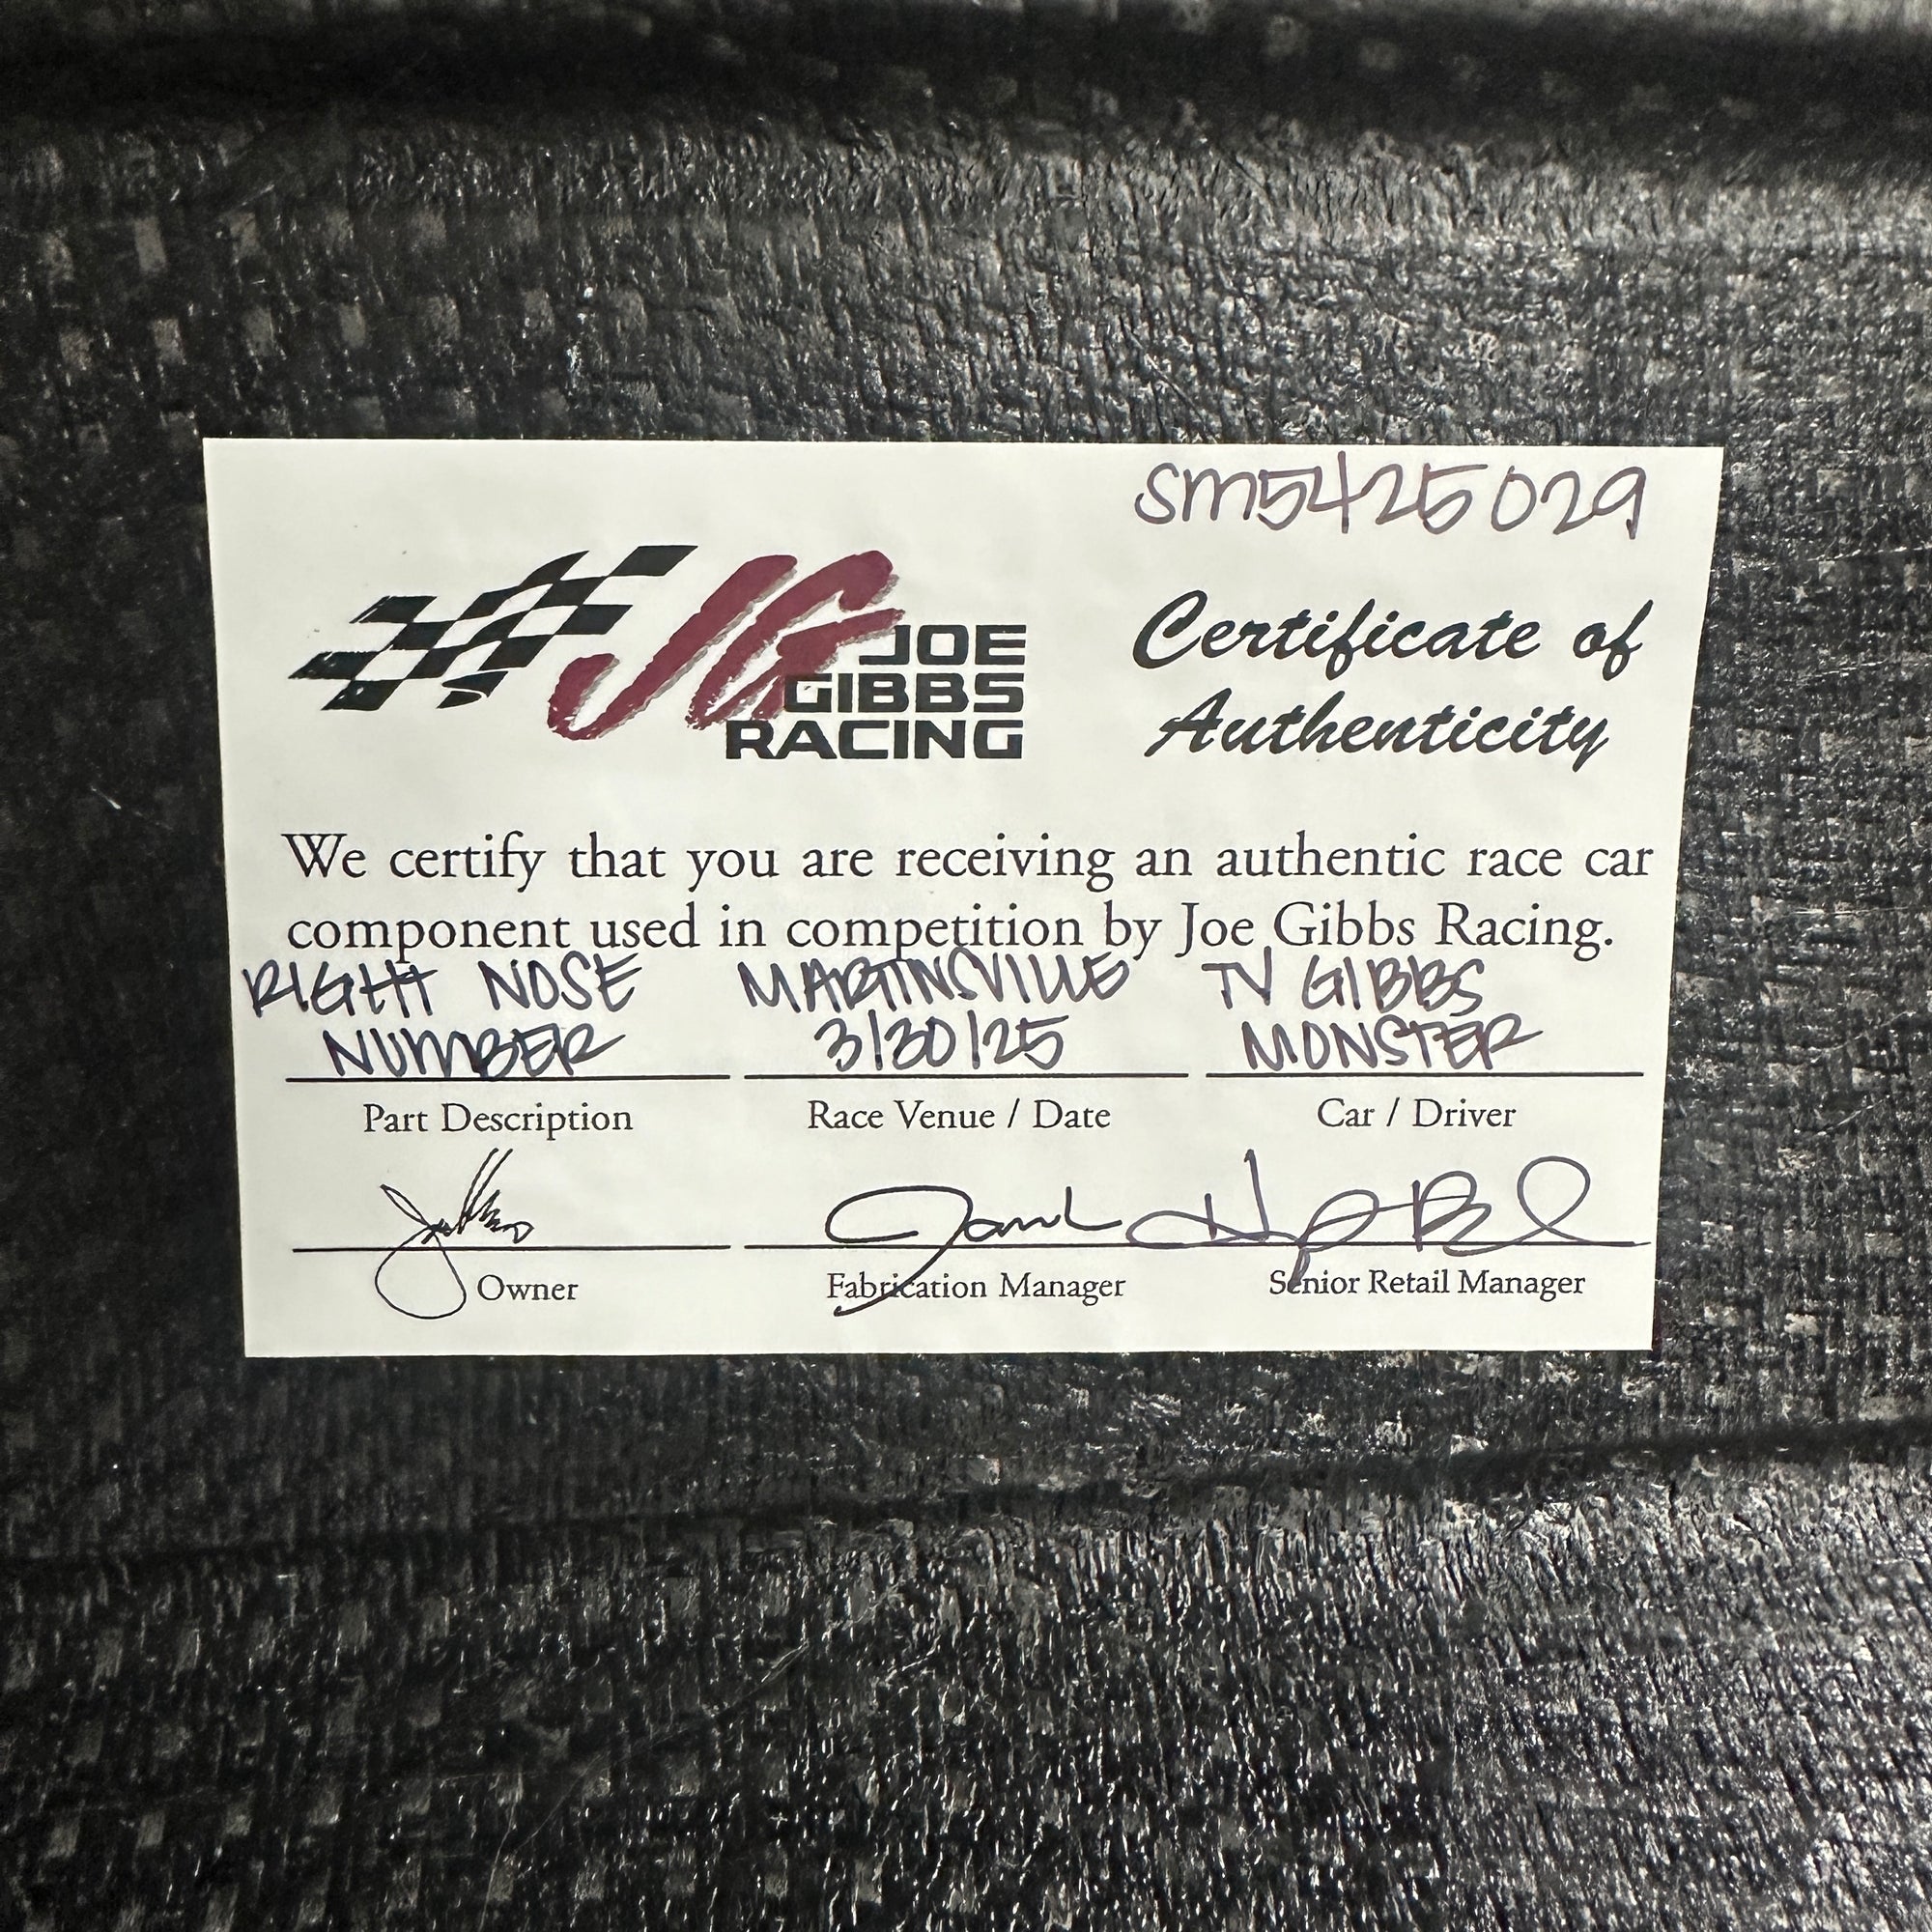 SM5425029
JG JOE
GIBBS
RACING
Certificate of
Authenticity
We certify that you are receiving an authentic race car
component used in competition by Joe Gibbs Racing.
RIGHT NOSE
NUMBER
Part Description
MARTINSVILLE
3/30/25
Race Venue / Date
TY GIBBS
MONSTER
Car / Driver
Owner
Fabrication Manager
Senior Retail Manager